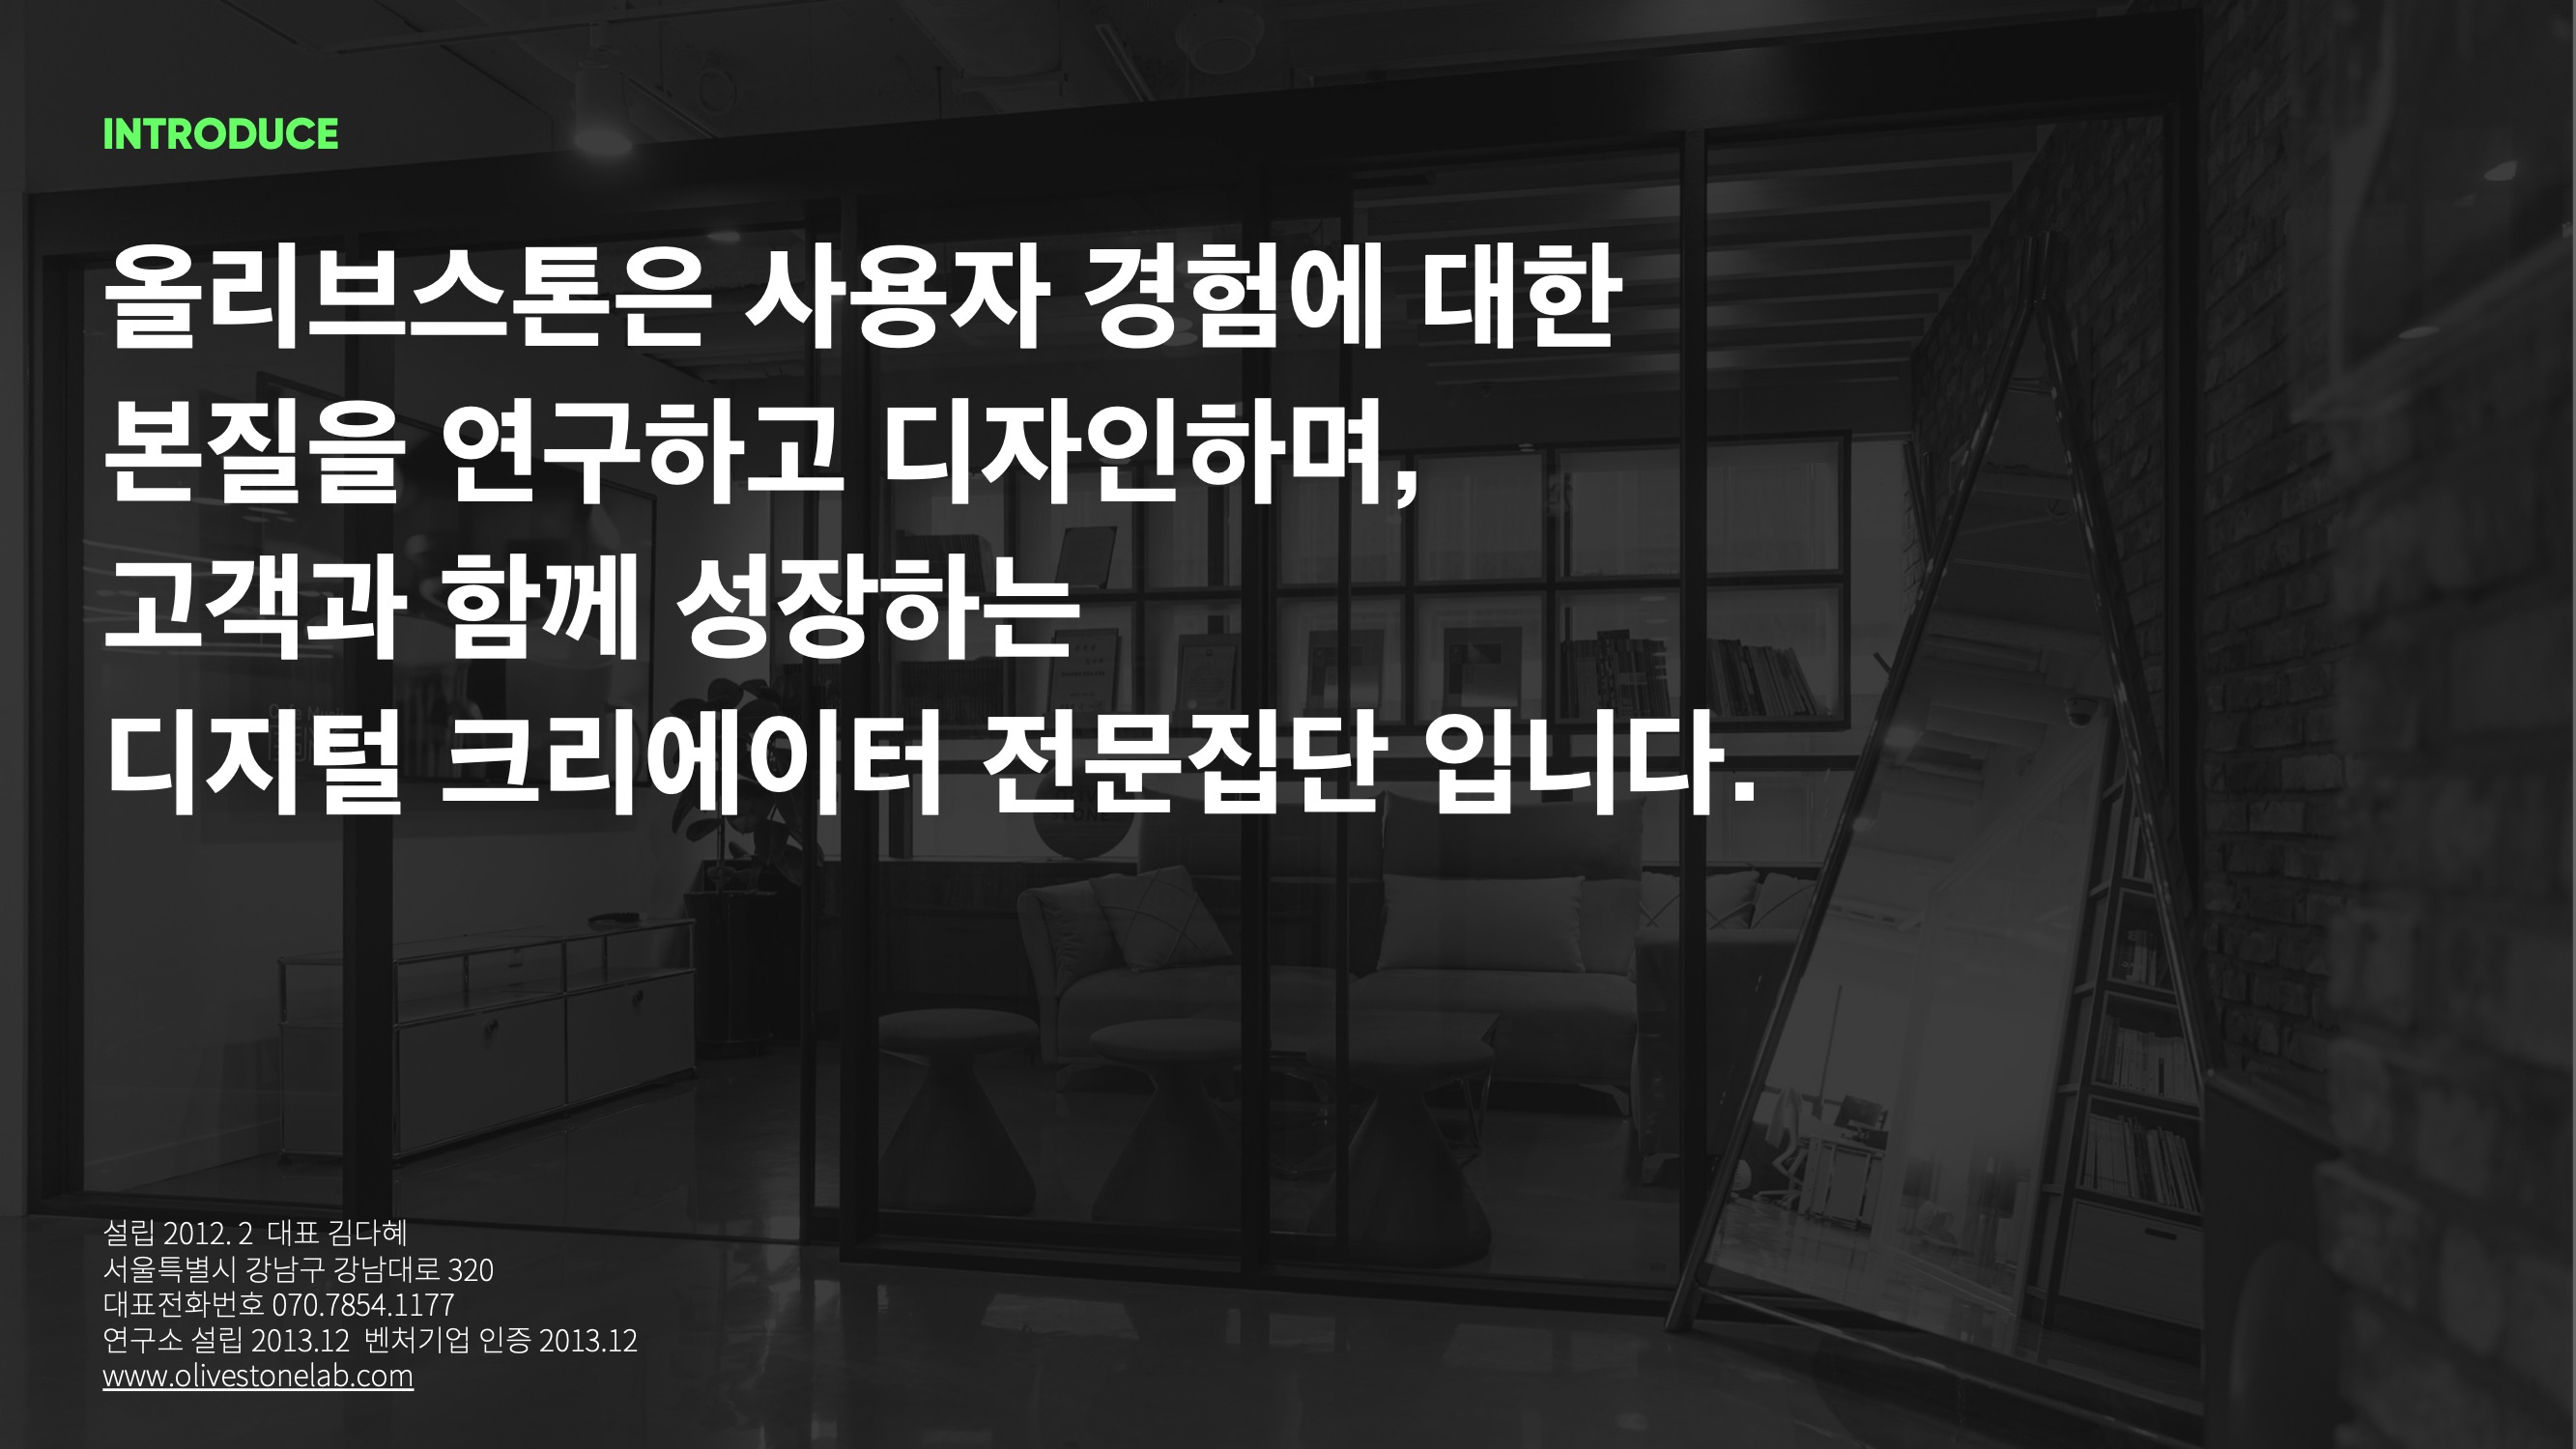 INTRODUCE
올리브스톤은 사용자 경험에 대한
본질을 연구하고 디자인하며,
고객과 함께 성장하는
디지털 크리에이터 전문집단 입니다.
설립 2012. 2 대표 김다혜
서울특별시 강남구 강남대로 320
대표전화번호 070.7854.1177
연구소 설립 2013.12 벤처기업 인증 2013.12
www.olivestonelab.com